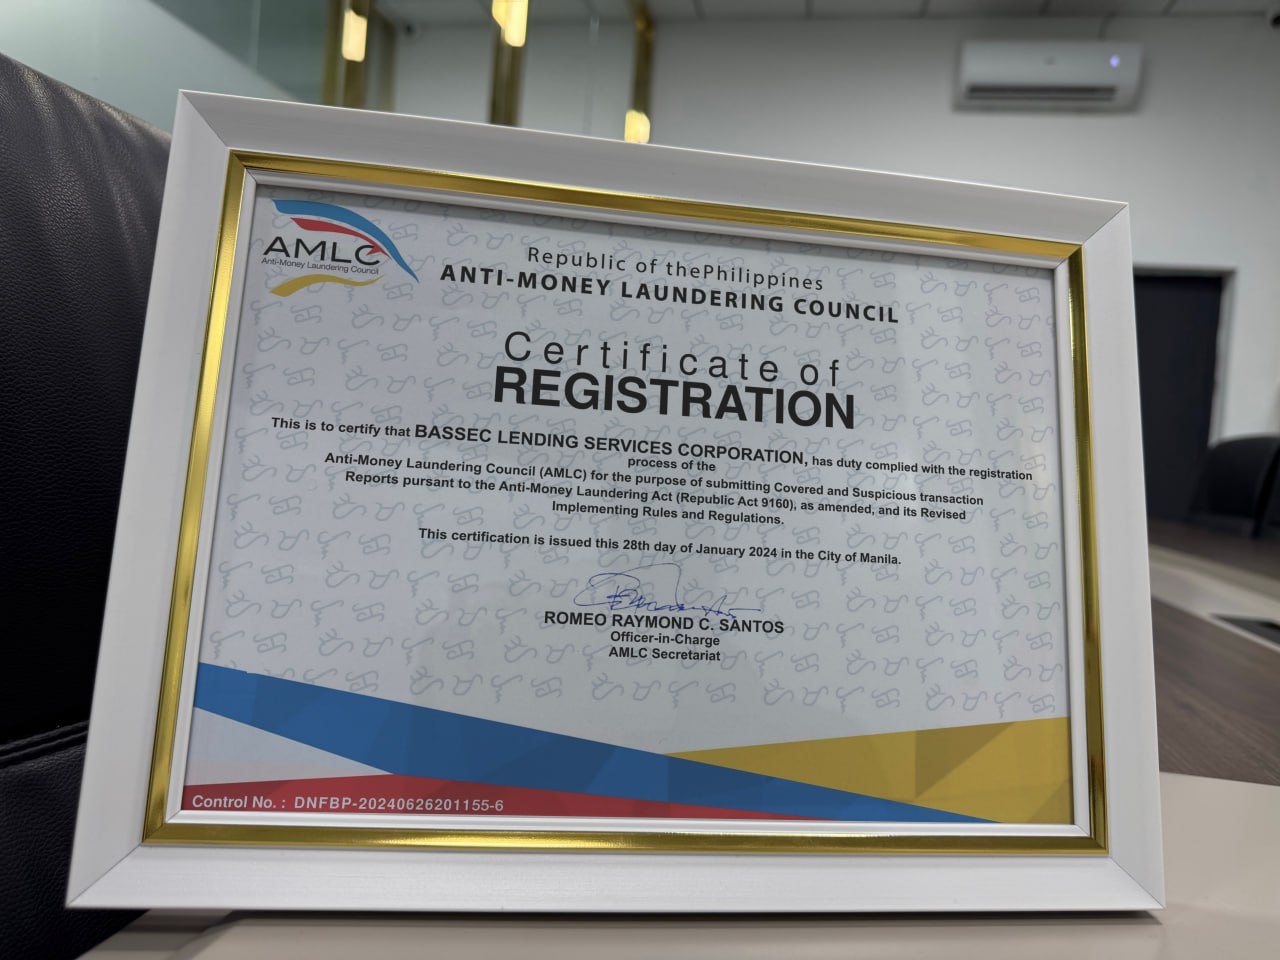 AMLC
Anti-Money Laundering Council
Republic of thePhilippines
ANTI-MONEY LAUNDERING COUNCIL
Certificate of
REGISTRATION
This is to certify that BASSEC LENDING SERVICES CORPORATION, has duty complied with the registration
process of the
Anti-Money Laundering Council (AMLC) for the purpose of submitting Covered and Suspicious transaction
Reports pursuant to the Anti-Money Laundering Act (Republic Act 9160), as amended, and its Revised
Implementing Rules and Regulations.
This certification is issued this 28th day of January 2024 in the City of Manila.
ROMEO RAYMOND C. SANTOS
Officer-in-Charge
AMLC Secretariat
Control No. : DNFBP-20240626201155-6